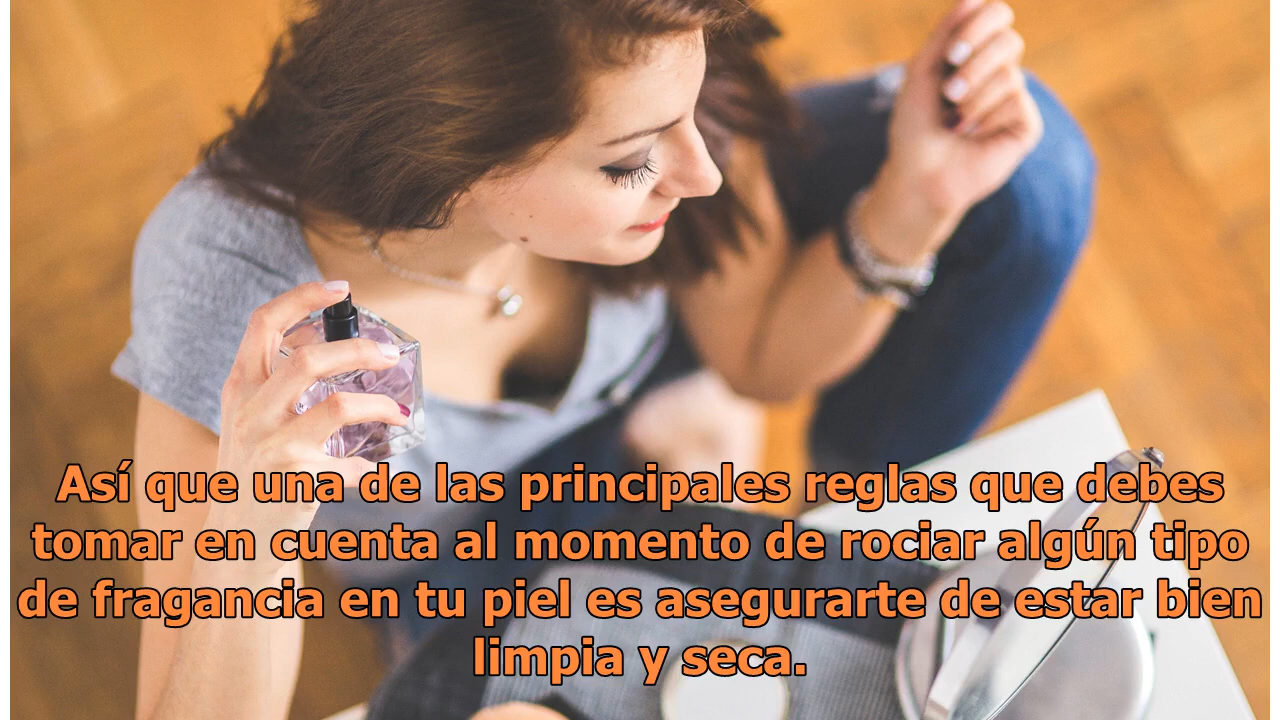 Así que una de las principales reglas que debes
tomar en cuenta al momento de rociar algún tipo
de fragancia en tu piel es asegurarte de estar bien
limpia y seca.